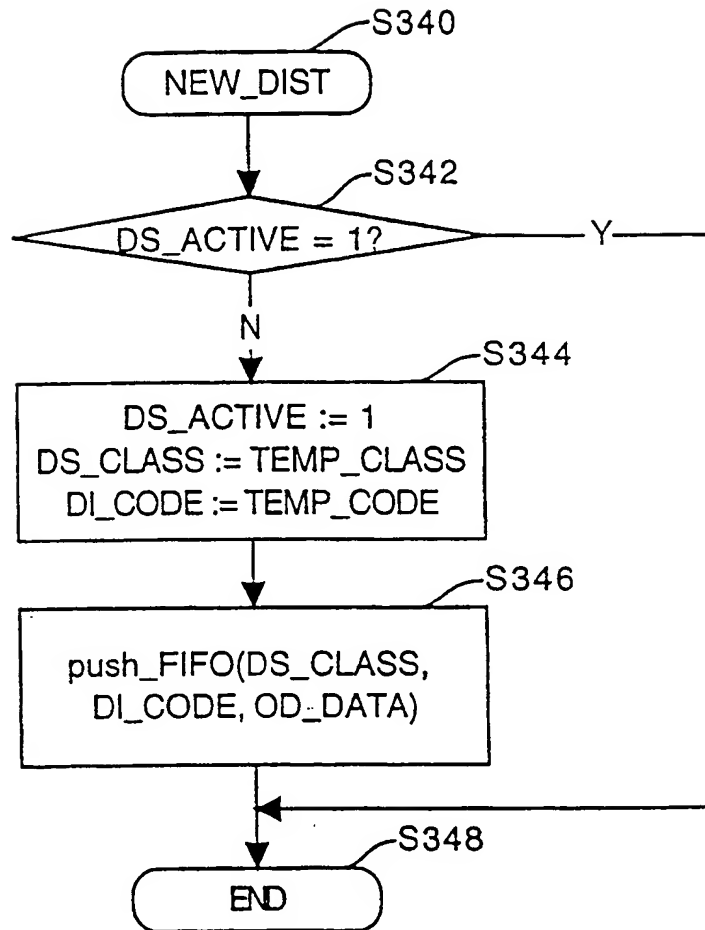 S340
NEW_DIST
S342
DS_ACTIVE = 1?
Y
N
S344
DS_ACTIVE := 1
DS_CLASS := TEMP_CLASS
DI_CODE := TEMP_CODE
S346
push_FIFO(DS_CLASS,
DI_CODE, OD_DATA)
S348
END